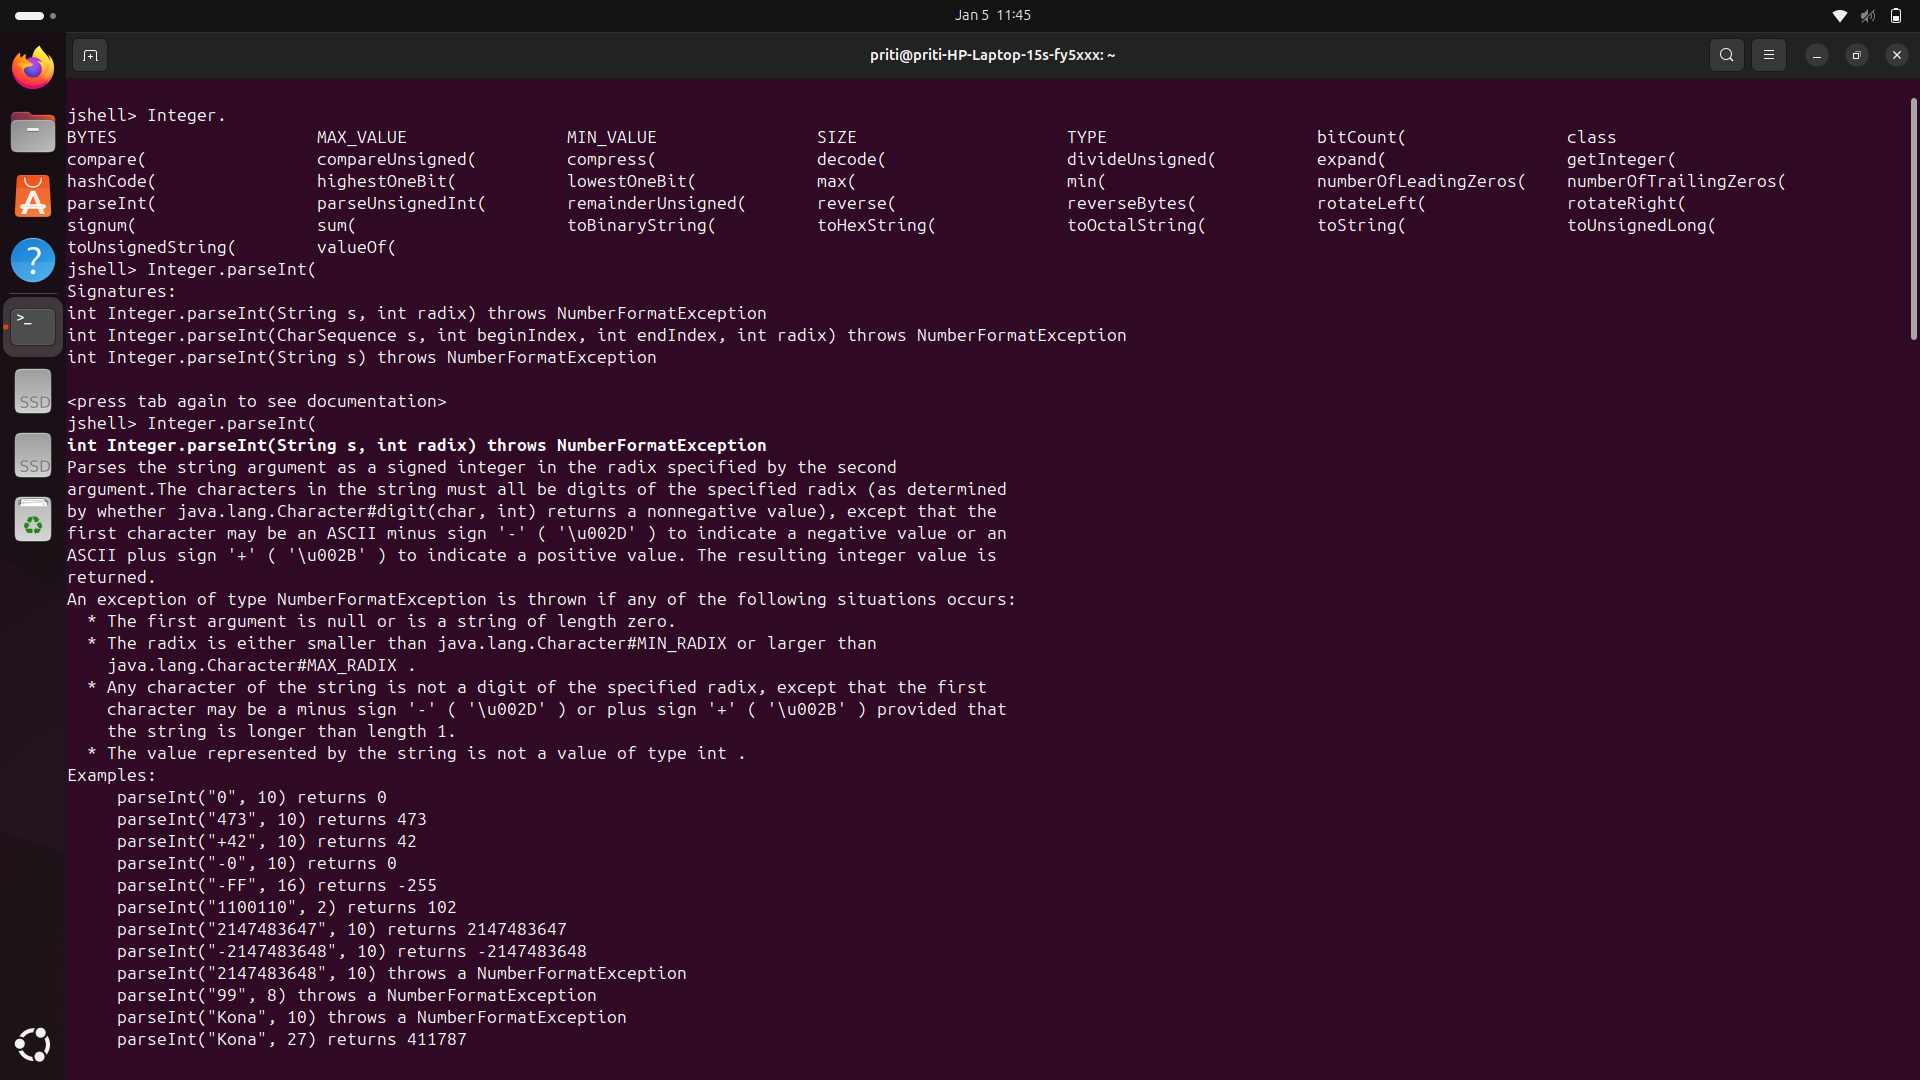 Jan 5 11:45
priti@priti-HP-Laptop-15s-fy5xxx: ~
jshell> Integer.
BYTES MAX_VALUE MIN_VALUE SIZE TYPE bitCount( class
compare( compareUnsigned( compress( decode( divideUnsigned( expand( getInteger(
hashCode( highestOneBit( lowestOneBit( max( min( numberOfLeadingZeros( numberOfTrailingZeros(
parseInt( parseUnsignedInt( remainderUnsigned( reverse( reverseBytes( rotateLeft( rotateRight(
signum( sum( toBinaryString( toHexString( toOctalString( toString( toUnsignedLong(
toUnsignedString( valueOf(
jshell> Integer.parseInt(
Signatures:
int Integer.parseInt(String s, int radix) throws NumberFormatException
int Integer.parseInt(CharSequence s, int beginIndex, int endIndex, int radix) throws NumberFormatException
int Integer.parseInt(String s) throws NumberFormatException
<press tab again to see documentation>
jshell> Integer.parseInt(
int Integer.parseInt(String s, int radix) throws NumberFormatException
Parses the string argument as a signed integer in the radix specified by the second
argument.The characters in the string must all be digits of the specified radix (as determined
by whether java.lang.Character#digit(char, int) returns a nonnegative value), except that the
first character may be an ASCII minus sign '-' ( '\u002D' ) to indicate a negative value or an
ASCII plus sign '+' ( '\u002B' ) to indicate a positive value. The resulting integer value is
returned.
An exception of type NumberFormatException is thrown if any of the following situations occurs:
* The first argument is null or is a string of length zero.
* The radix is either smaller than java.lang.Character#MIN_RADIX or larger than
java.lang.Character#MAX_RADIX .
* Any character of the string is not a digit of the specified radix, except that the first
character may be a minus sign '-' ( '\u002D' ) or plus sign '+' ( '\u002B' ) provided that
the string is longer than length 1.
* The value represented by the string is not a value of type int .
Examples:
parseInt("0", 10) returns 0
parseInt("473", 10) returns 473
parseInt("+42", 10) returns 42
parseInt("-0", 10) returns 0
parseInt("-FF", 16) returns -255
parseInt("1100110", 2) returns 102
parseInt("2147483647", 10) returns 2147483647
parseInt("-2147483648", 10) returns -2147483648
parseInt("2147483648", 10) throws a NumberFormatException
parseInt("99", 8) throws a NumberFormatException
parseInt("Kona", 10) throws a NumberFormatException
parseInt("Kona", 27) returns 411787
?
>_
SSD
SSD